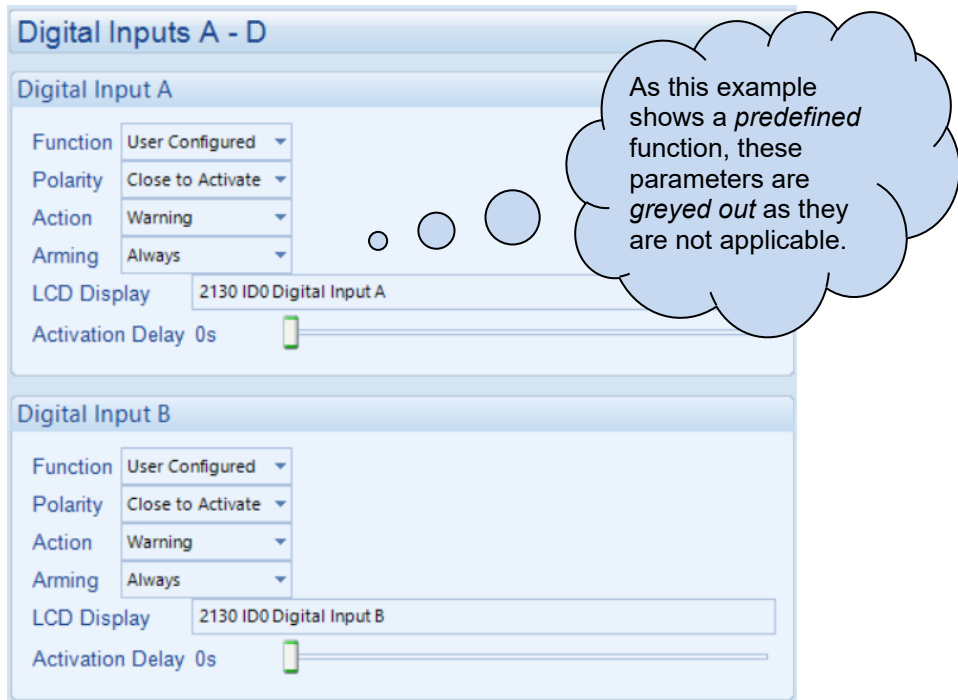 Digital Inputs A - D
Digital Input A
Function User Configured
Polarity Close to Activate
Action Warning
Arming Always
LCD Display 2130 ID0 Digital Input A
Activation Delay 0s
As this example
shows a predefined
function, these
parameters are
greyed out as they
are not applicable.
Digital Input B
Function User Configured
Polarity Close to Activate
Action Warning
Arming Always
LCD Display 2130 ID0 Digital Input B
Activation Delay 0s